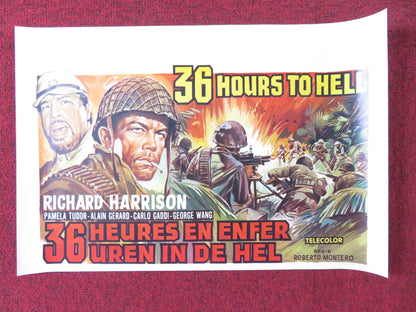 36 HOURS TO HELL
RICHARD HARRISON
PAMELA TUDOR-ALAIN GERARD-CARLO GADDI-GEORGE WANG
36 HEURES EN ENFER
UREN IN DE HEL
TELECOLOR
REGIE
ROBERTO MONTERO